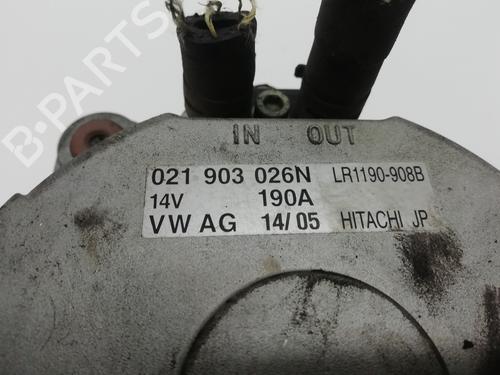 IN OUT
021 903 026N LR1190-908B
14V 190A
VW AG 14/05 HITACHI JP
B-PARTS